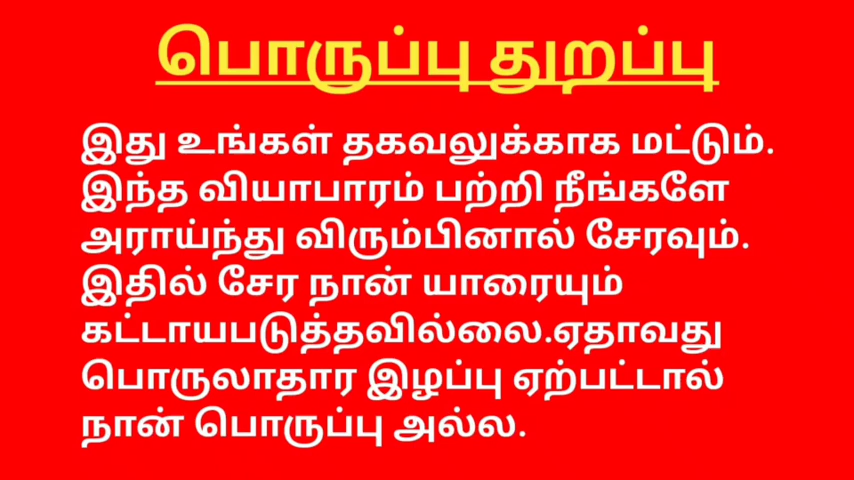 பொருப்பு துறப்பு
இது உங்கள் தகவலுக்காக மட்டும்.
இந்த வியாபாரம் பற்றி நீங்களே
அராய்ந்து விரும்பினால் சேரவும்.
இதில் சேர நான் யாரையும்
கட்டாயபடுத்தவில்லை.ஏதாவது
பொருலாதார இழப்பு ஏற்பட்டால்
நான் பொருப்பு அல்ல.